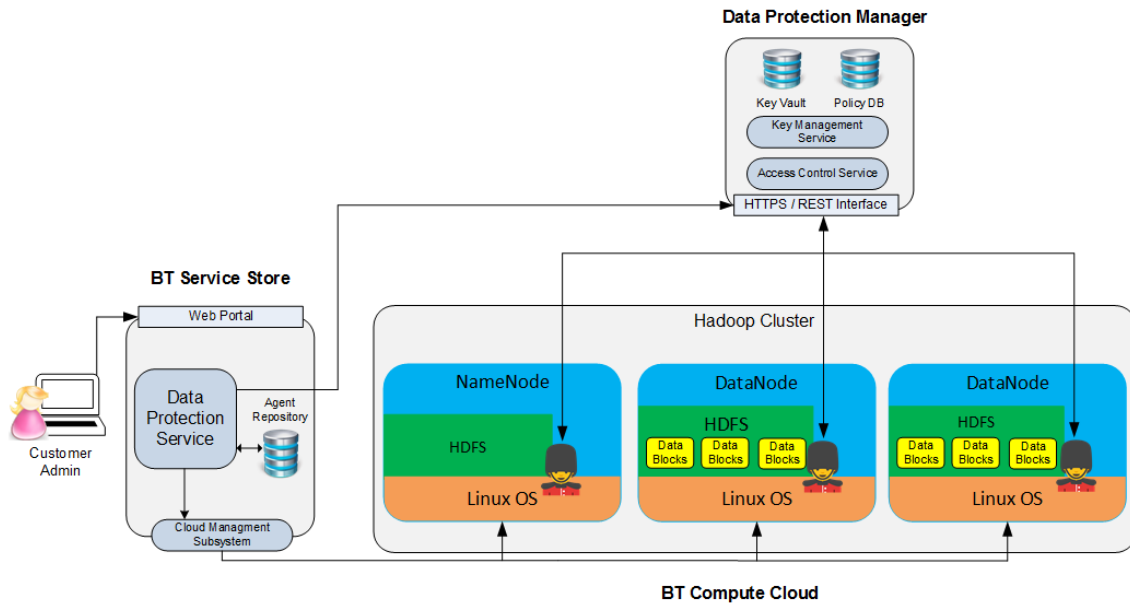 Data Protection Manager
Key Vault
Policy DB
Key Management
Service
Access Control Service
HTTPS / REST Interface
BT Service Store
Web Portal
Data
Protection
Service
Agent
Repository
Cloud Managment
Subsystem
Customer
Admin
Hadoop Cluster
NameNode
HDFS
Linux OS
DataNode
HDFS
Data
Blocks
Data
Blocks
Data
Blocks
Linux OS
DataNode
HDFS
Data
Blocks
Data
Blocks
Data
Blocks
Linux OS
BT Compute Cloud